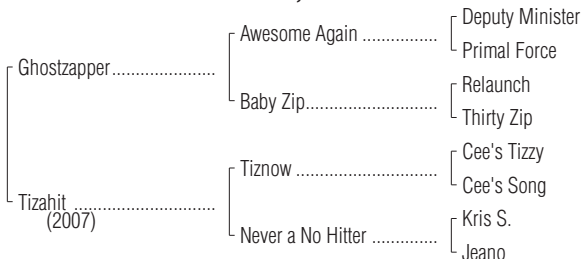 Deputy Minister
Awesome Again ................
Primal Force
Ghostzapper......................
Relaunch
Baby Zip............................
Thirty Zip
Cee's Tizzy
Tiznow ..............................
Cee's Song
Tizahit ..............................
(2007)
Kris S.
Never a No Hitter ..............
Jeano